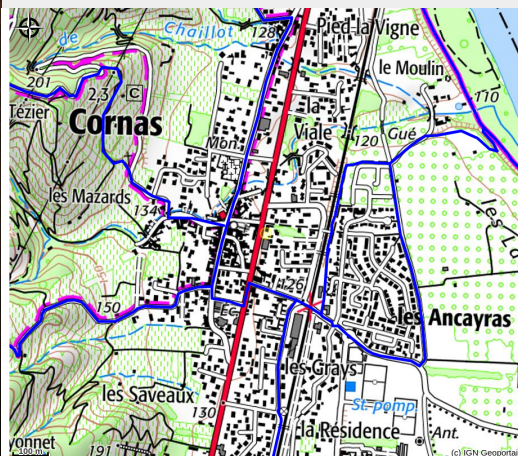 Chaillot
de
128
Pied-la-Vigne
le Moulin
201
2,3 C
110
Tézier
la
Viale
Cornas
Mon.
120
Gué
les Mazards
134
les
126
150
les Ancayras
les Grays
les Saveaux
St. pomp.
130
la Résidence
Ant.
yonnet
191
100 m
(c) IGN Geoportai